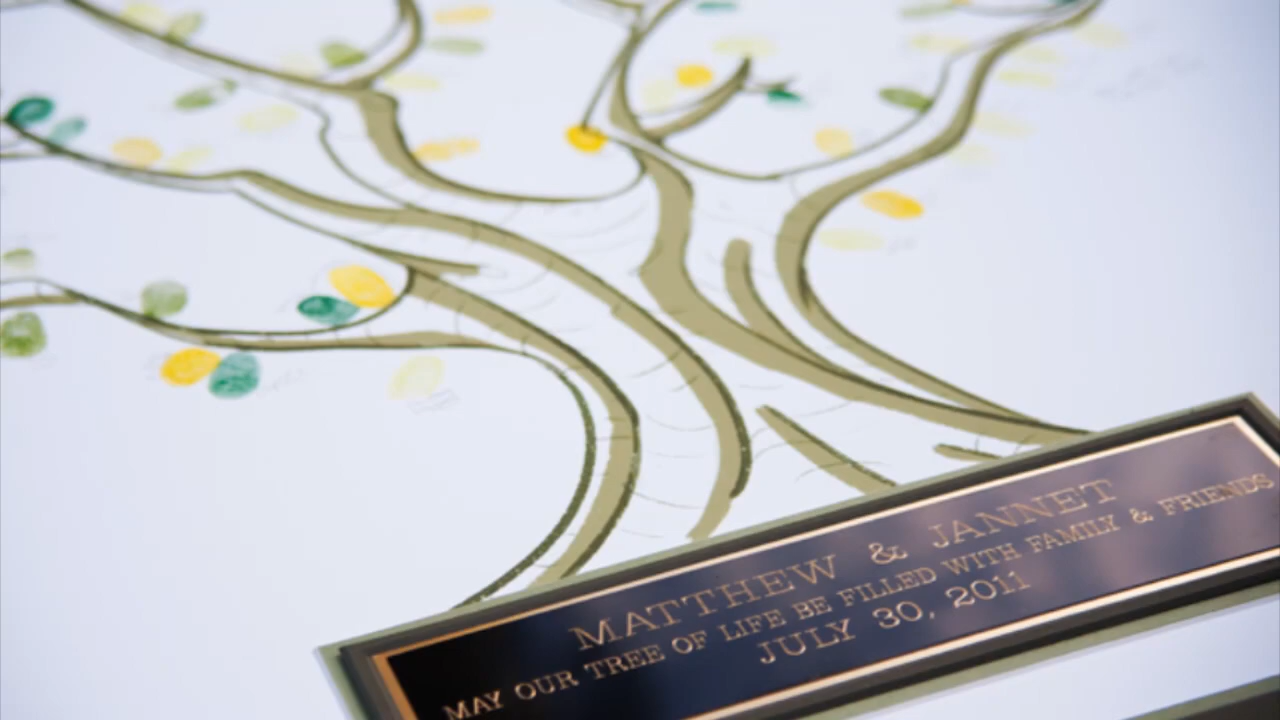 MATTHEW & JANNET
MAY OUR TREE OF LIFE BE FILLED WITH FAMILY & FRIENDS
JULY 30, 2011